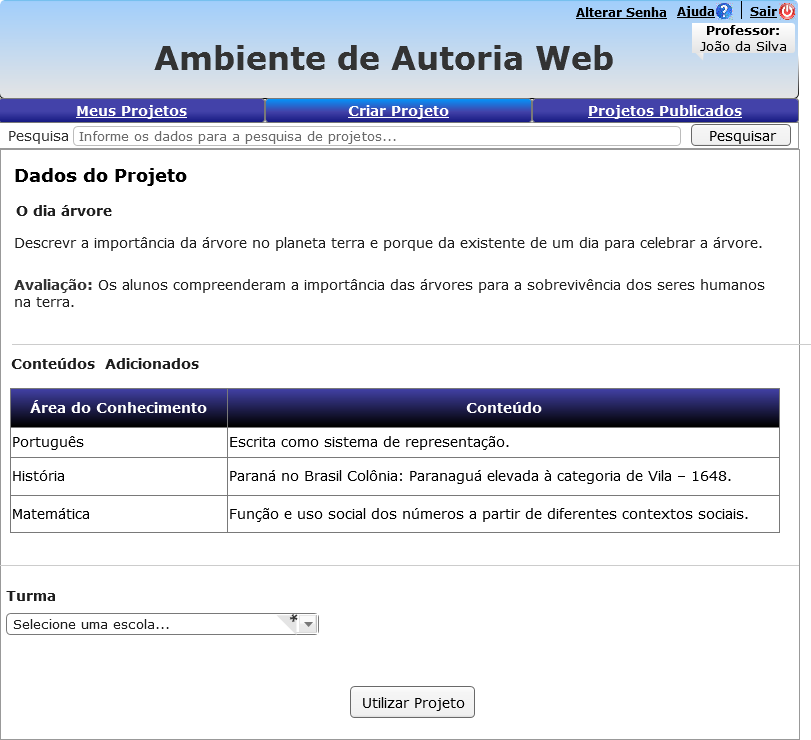 Alterar Senha Ajuda ? Sair
Professor:
João da Silva
Ambiente de Autoria Web
Meus Projetos Criar Projeto Projetos Publicados
Pesquisa Informe os dados para a pesquisa de projetos... Pesquisar
Dados do Projeto
O dia árvore
Descrevr a importância da árvore no planeta terra e porque da existente de um dia para celebrar a árvore.
Avaliação: Os alunos compreenderam a importância das árvores para a sobrevivência dos seres humanos
na terra.
Conteúdos Adicionados
Área do Conhecimento Conteúdo
Português Escrita como sistema de representação.
História Paraná no Brasil Colônia: Paranaguá elevada à categoria de Vila – 1648.
Matemática Função e uso social dos números a partir de diferentes contextos sociais.
Turma
Selecione uma escola... *
Utilizar Projeto